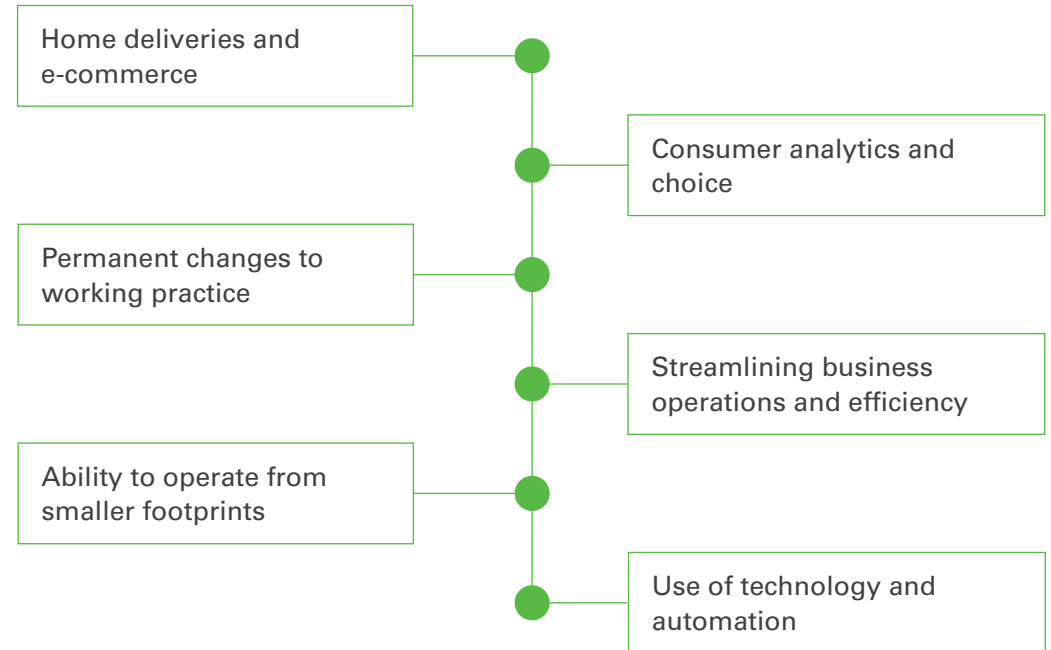 Home deliveries and
e-commerce
Consumer analytics and
choice
Permanent changes to
working practice
Streamlining business
operations and efficiency
Ability to operate from
smaller footprints
Use of technology and
automation